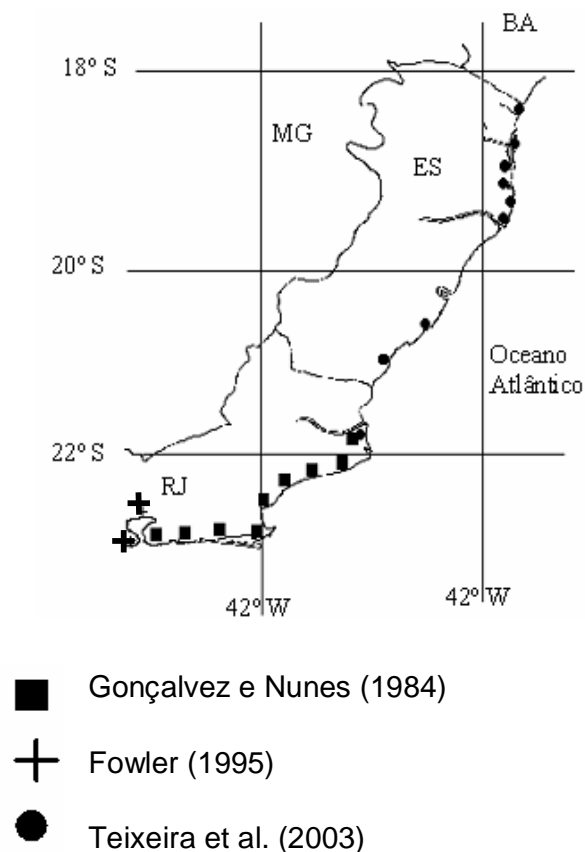 BA
18° S
MG
ES
20° S
Oceano
Atlântico
22° S
RJ
42° W
42° W
Gonçalvez e Nunes (1984)
Fowler (1995)
Teixeira et al. (2003)